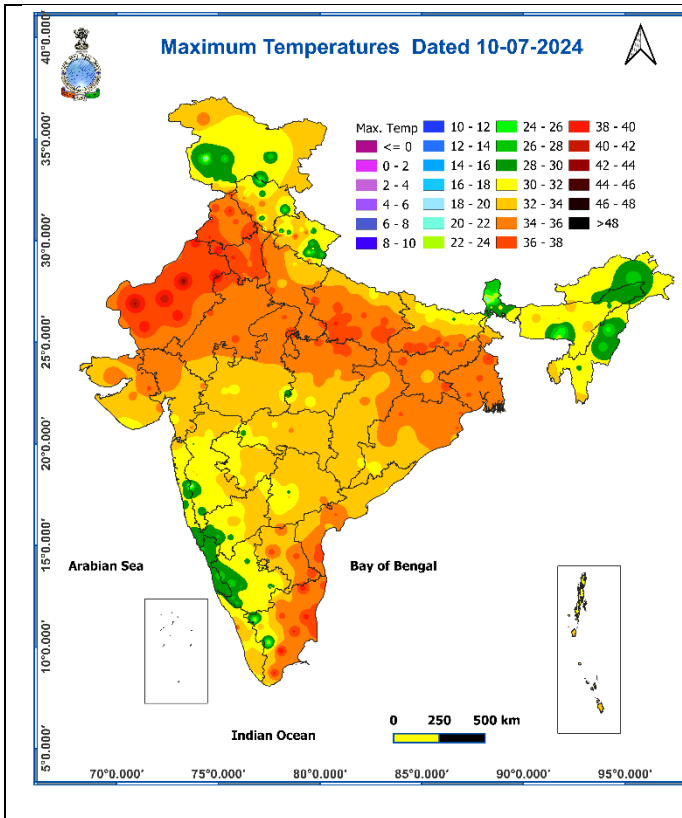 Maximum Temperatures Dated 10-07-2024
Max. Temp
<= 0
0 - 2
2 - 4
4 - 6
6 - 8
8 - 10
10 - 12
12 - 14
14 - 16
16 - 18
18 - 20
20 - 22
22 - 24
24 - 26
26 - 28
28 - 30
30 - 32
32 - 34
34 - 36
36 - 38
38 - 40
40 - 42
42 - 44
44 - 46
46 - 48
>48
40°0.000'
35°0.000'
30°0.000'
25°0.000'
20°0.000'
15°0.000'
10°0.000'
5°0.000'
Arabian Sea
Bay of Bengal
Indian Ocean
0 250 500 km
70°0.000' 75°0.000' 80°0.000' 85°0.000' 90°0.000' 95°0.000'